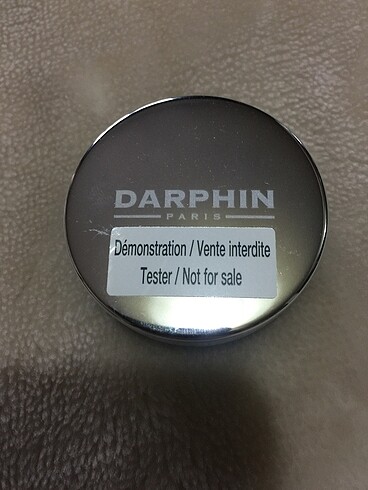 DARPHIN
PARIS
Démonstration / Vente interdite
Tester / Not for sale